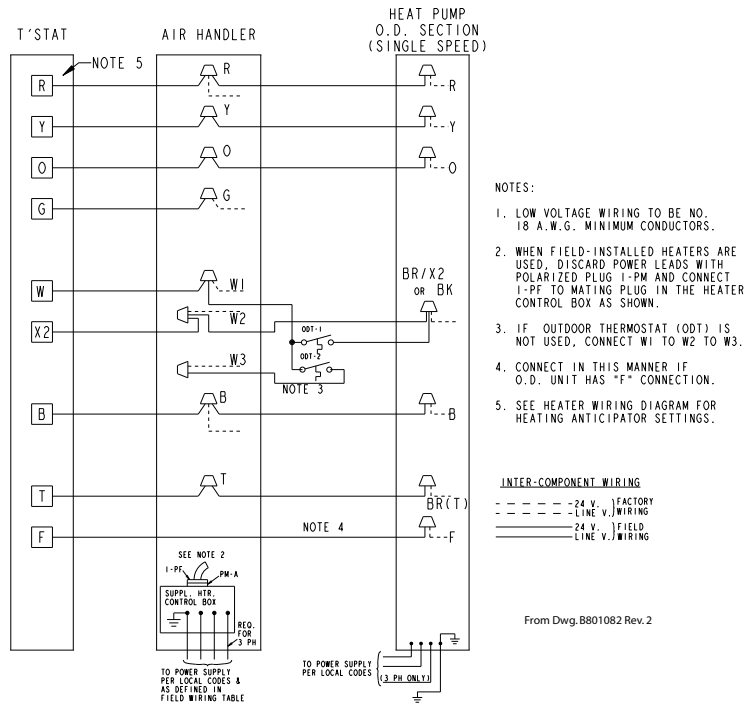 HEAT PUMP
O.D. SECTION
(SINGLE SPEED)
T'STAT
AIR HANDLER
NOTE 5
R
R
R
Y
Y
Y
O
O
O
G
G
W
W1
BR/X2
OR BK
X2
W2
ODT-1
ODT-2
W3
NOTE 3
B
B
B
T
T
BR(T)
F
NOTE 4
F
SEE NOTE 2
1-PF
PM-A
SUPPL. HTR.
CONTROL BOX
REQ.
FOR
3 PH
TO POWER SUPPLY
PER LOCAL CODES &
AS DEFINED IN
FIELD WIRING TABLE
TO POWER SUPPLY
PER LOCAL CODES
(3 PH ONLY)
NOTES:
1. LOW VOLTAGE WIRING TO BE NO.
18 A.W.G. MINIMUM CONDUCTORS.
2. WHEN FIELD-INSTALLED HEATERS ARE
USED, DISCARD POWER LEADS WITH
POLARIZED PLUG 1-PM AND CONNECT
1-PF TO MATING PLUG IN THE HEATER
CONTROL BOX AS SHOWN.
3. IF OUTDOOR THERMOSTAT (ODT) IS
NOT USED, CONNECT W1 TO W2 TO W3.
4. CONNECT IN THIS MANNER IF
O.D. UNIT HAS "F" CONNECTION.
5. SEE HEATER WIRING DIAGRAM FOR
HEATING ANTICIPATOR SETTINGS.
INTER-COMPONENT WIRING
24 V. } FACTORY
LINE V. } WIRING
24 V. } FIELD
LINE V. } WIRING
From Dwg. B801082 Rev. 2